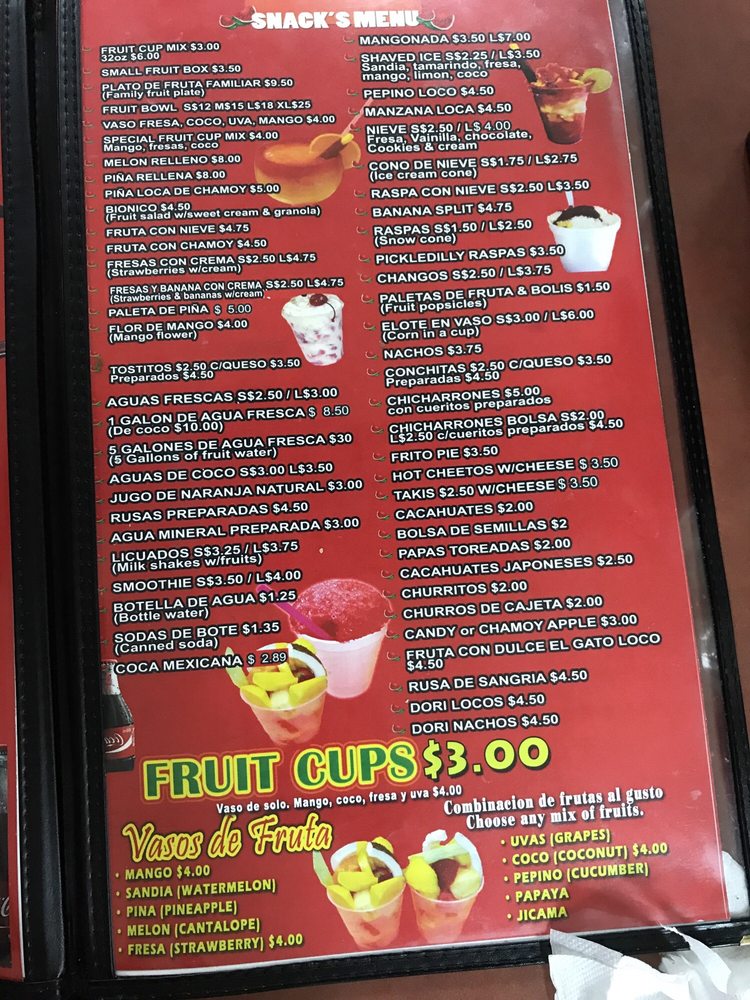 SNACK'S MENU
FRUIT CUP MIX $3.00
32oz $6.00
SMALL FRUIT BOX $3.50
PLATO DE FRUTA FAMILIAR $9.50
(Family fruit plate)
FRUIT BOWL S$12 M$15 L$18 XL$25
VASO FRESA, COCO, UVA, MANGO $4.00
SPECIAL FRUIT CUP MIX $4.00
Mango, fresas, coco
MELON RELLENO $8.00
PIÑA RELLENA $8.00
PIÑA LOCA DE CHAMOY $5.00
BIONICO $4.50
(Fruit salad w/sweet cream & granola)
FRUTA CON NIEVE $4.75
FRUTA CON CHAMOY $4.50
FRESAS CON CREMA S$2.50 L$4.75
(Strawberries w/cream)
FRESAS Y BANANA CON CREMA S$2.50 L$4.75
(Strawberries & bananas w/cream)
PALETA DE PIÑA $ 5.00
FLOR DE MANGO $4.00
(Mango flower)
TOSTITOS $2.50 C/QUESO $3.50
Preparados $4.50
AGUAS FRESCAS S$2.50 / L$3.00
1 GALON DE AGUA FRESCA $ 8.50
(De coco $10.00)
5 GALONES DE AGUA FRESCA $30
(5 Gallons of fruit water)
AGUAS DE COCO S$3.00 L$3.50
JUGO DE NARANJA NATURAL $3.00
RUSAS PREPARADAS $4.50
AGUA MINERAL PREPARADA $3.00
LICUADOS S$3.25 / L$3.75
(Milk shakes w/fruits)
SMOOTHIE S$3.50 / L$4.00
BOTELLA DE AGUA $1.25
(Bottle water)
SODAS DE BOTE $1.35
(Canned soda)
COCA MEXICANA $ 2.89
MANGONADA $3.50 L$7.00
SHAVED ICE S$2.25 / L$3.50
Sandia, tamarindo, fresa,
mango, limon, coco
PEPINO LOCO $4.50
MANZANA LOCA $4.50
NIEVE S$2.50 / L$ 4.00
Fresa, Vainilla, chocolate,
Cookies & cream
CONO DE NIEVE S$1.75 / L$2.75
(Ice cream cone)
RASPA CON NIEVE S$2.50 L$3.50
BANANA SPLIT $4.75
RASPAS S$1.50 / L$2.50
(Snow cone)
PICKLEDILLY RASPAS $3.50
CHANGOS S$2.50 / L$3.75
PALETAS DE FRUTA & BOLIS $1.50
(Fruit popsicles)
ELOTE EN VASO S$3.00 / L$6.00
(Corn in a cup)
NACHOS $3.75
CONCHITAS $2.50 C/QUESO $3.50
Preparadas $4.50
CHICHARRONES $5.00
con cueritos preparados
CHICHARRONES BOLSA S$2.00
L$2.50 c/cueritos preparados $4.50
FRITO PIE $3.50
HOT CHEETOS W/CHEESE $ 3.50
TAKIS $2.50 W/CHEESE $ 3.50
CACAHUATES $2.00
BOLSA DE SEMILLAS $2
PAPAS TOREADAS $2.00
CACAHUATES JAPONESES $2.50
CHURRITOS $2.00
CHURROS DE CAJETA $2.00
CANDY or CHAMOY APPLE $3.00
FRUTA CON DULCE EL GATO LOCO
$4.50
RUSA DE SANGRIA $4.50
DORI LOCOS $4.50
DORI NACHOS $4.50
FRUIT CUPS $3.00
Vaso de solo. Mango, coco, fresa y uva $4.00
Vasos de Fruta
• MANGO $4.00
• SANDIA (WATERMELON)
• PINA (PINEAPPLE)
• MELON (CANTALOPE)
• FRESA (STRAWBERRY) $4.00
Combinacion de frutas al gusto
Choose any mix of fruits.
• UVAS (GRAPES)
• COCO (COCONUT) $4.00
• PEPINO (CUCUMBER)
• PAPAYA
• JICAMA